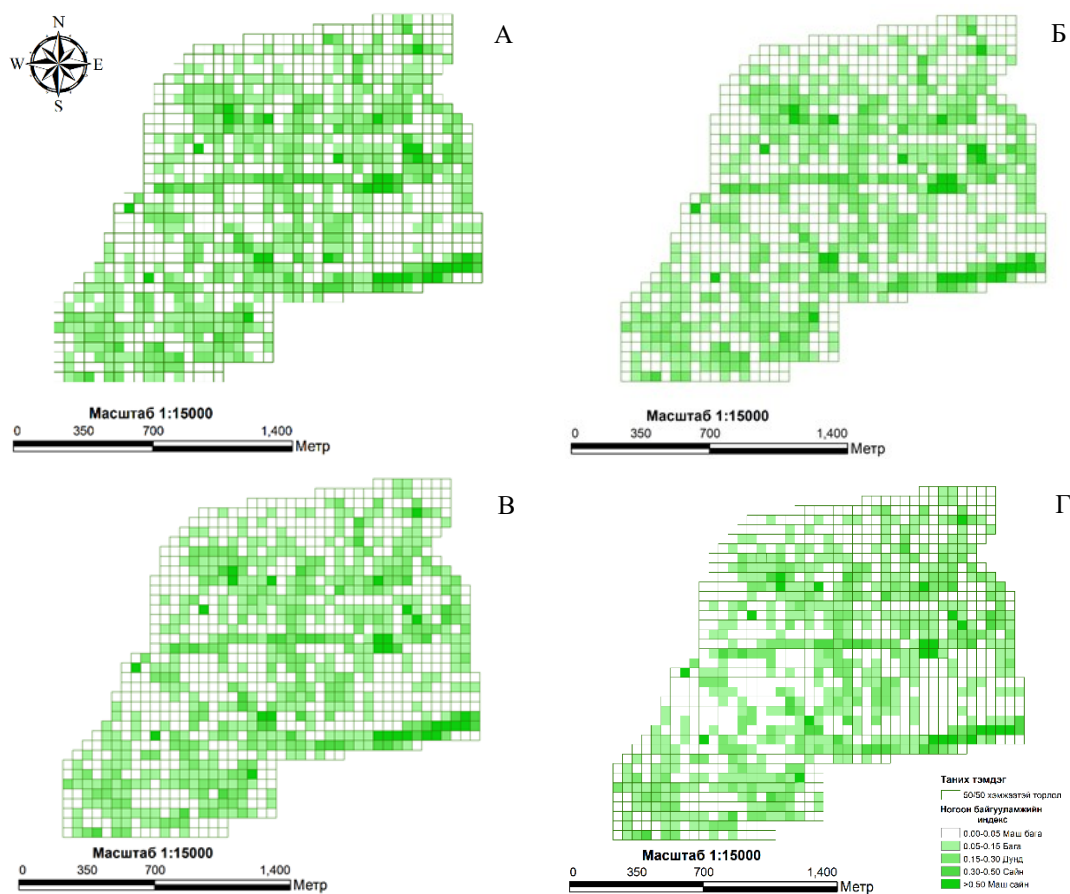 N
W E
S
А
Масштаб 1:15000
0 350 700 1,400
Метр
Б
Масштаб 1:15000
0 350 700 1,400
Метр
В
Масштаб 1:15000
0 350 700 1,400
Метр
Г
Таних тэмдэг
50/50 хэмжээтэй торлол
Ногоон байгууламжийн
индекс
0.00-0.05 Маш бага
0.05-0.15 Бага
0.15-0.30 Дунд
0.30-0.50 Сайн
>0.50 Маш сайн
Масштаб 1:15000
0 350 700 1,400
Метр